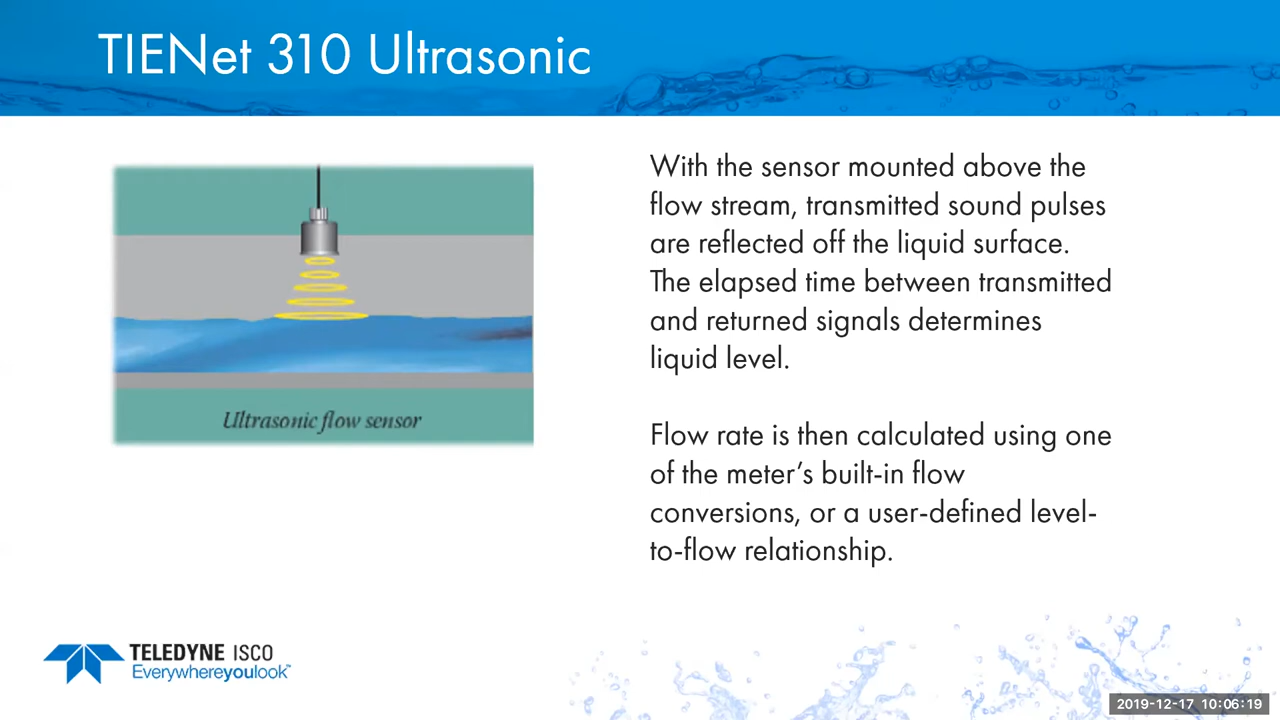 TIENet 310 Ultrasonic
With the sensor mounted above the
flow stream, transmitted sound pulses
are reflected off the liquid surface.
The elapsed time between transmitted
and returned signals determines
liquid level.
Flow rate is then calculated using one
of the meter’s built-in flow
conversions, or a user-defined level-
to-flow relationship.
Ultrasonic flow sensor
TELEDYNE ISCO
Everywhereyoulook™
2019-12-17 10:06:19